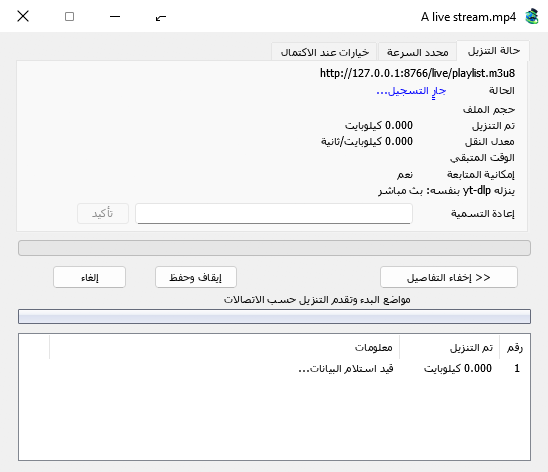 A live stream.mp4
حالة التنزيل
محدد السرعة
خيارات عند الاكتمال
http://127.0.0.1:8766/live/playlist.m3u8
الحالة جارٍ التسجيل...
حجم الملف
تم التنزيل 0.000 كيلوبايت
معدل النقل 0.000 كيلوبايت/ثانية
الوقت المتبقي
إمكانية المتابعة نعم
ينزله yt-dlp بنفسه: بث مباشر
إعادة التسمية تأكيد
>> إخفاء التفاصيل إيقاف وحفظ إلغاء
مواضع البدء وتقدم التنزيل حسب الاتصالات
رقم تم التنزيل معلومات
1 0.000 كيلوبايت قيد استلام البيانات...